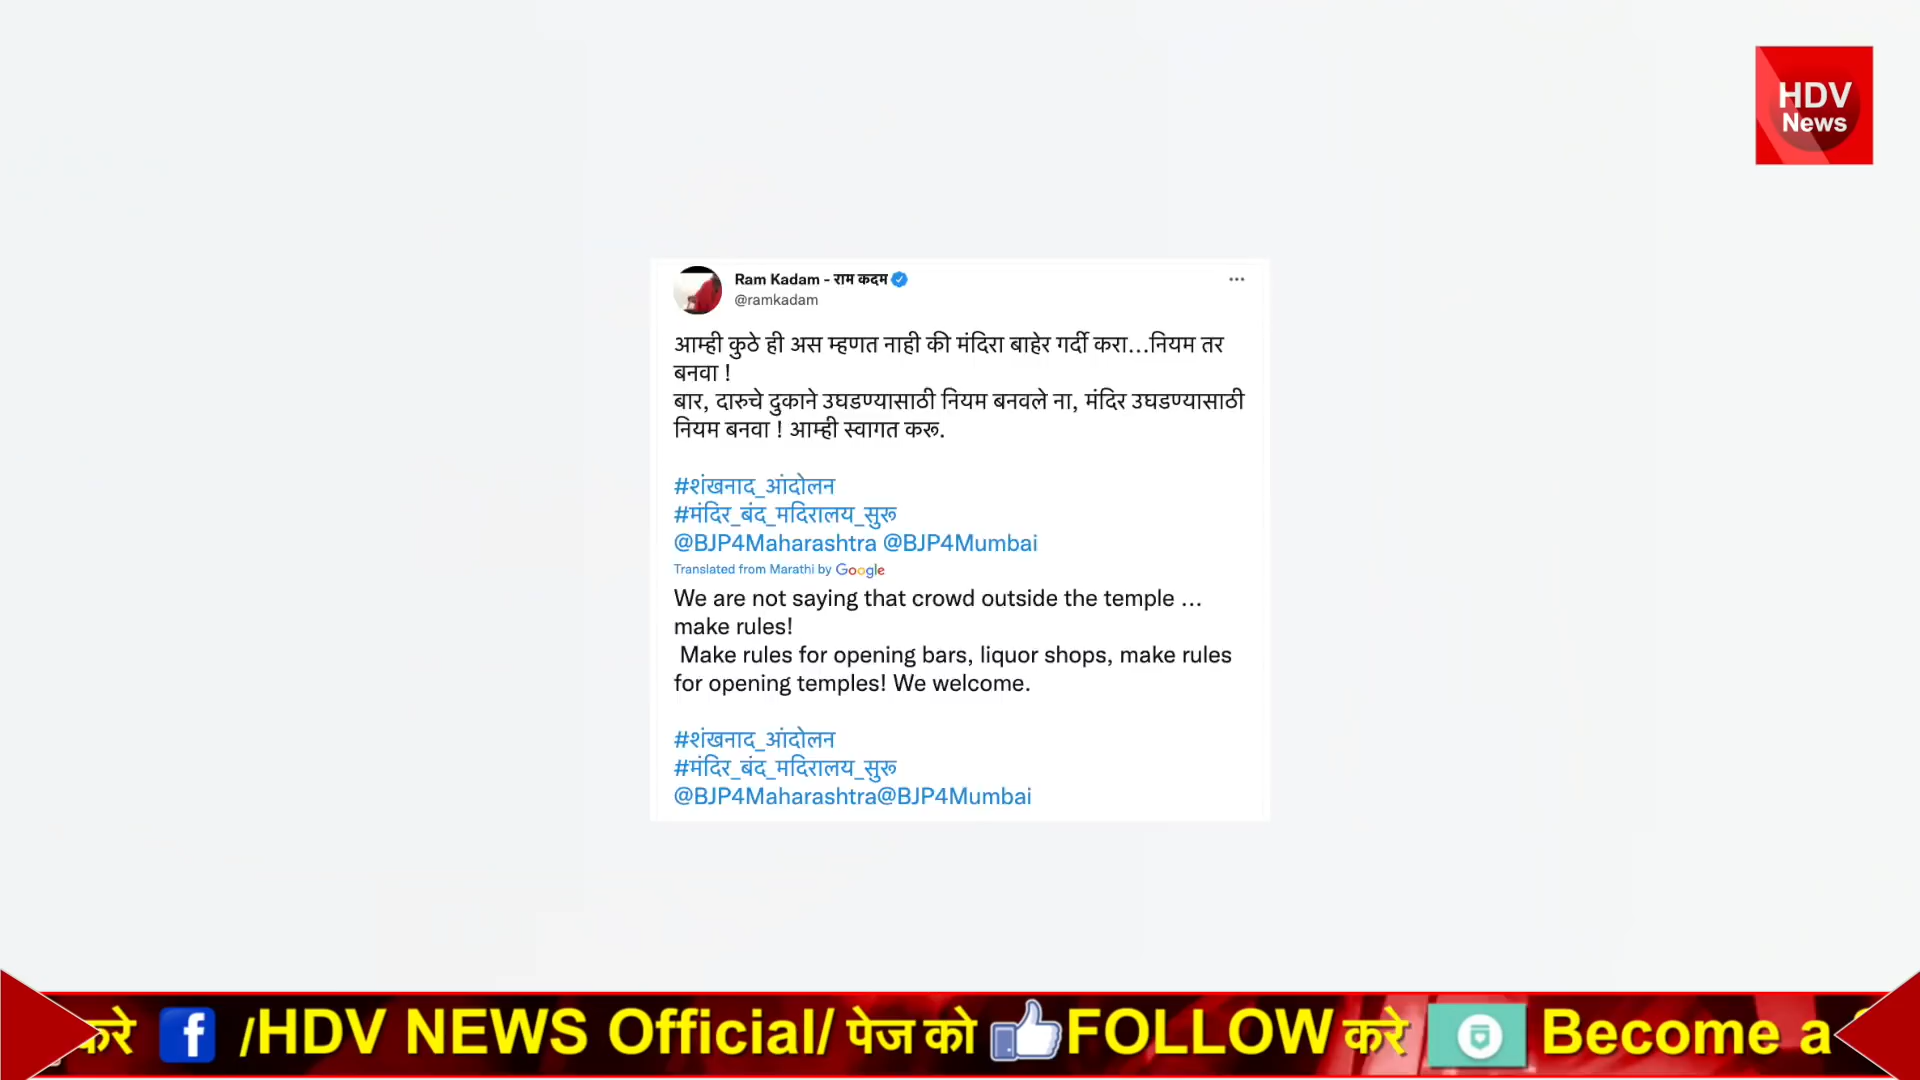 HDV
News
Ram Kadam - राम कदम
@ramkadam
आम्ही कुठे ही अस म्हणत नाही की मंदिरा बाहेर गर्दी करा...नियम तर
बनवा !
बार, दारुचे दुकाने उघडण्यासाठी नियम बनवले ना, मंदिर उघडण्यासाठी
नियम बनवा ! आम्ही स्वागत करू.
#शंखनाद_आंदोलन
#मंदिर_बंद_मदिरालय_सुरू
@BJP4Maharashtra @BJP4Mumbai
Translated from Marathi by Google
We are not saying that crowd outside the temple ...
make rules!
Make rules for opening bars, liquor shops, make rules
for opening temples! We welcome.
#शंखनाद_आंदोलन
#मंदिर_बंद_मदिरालय_सुरू
@BJP4Maharashtra@BJP4Mumbai
करे f /HDV NEWS Official/ पेज को FOLLOW करे Become a